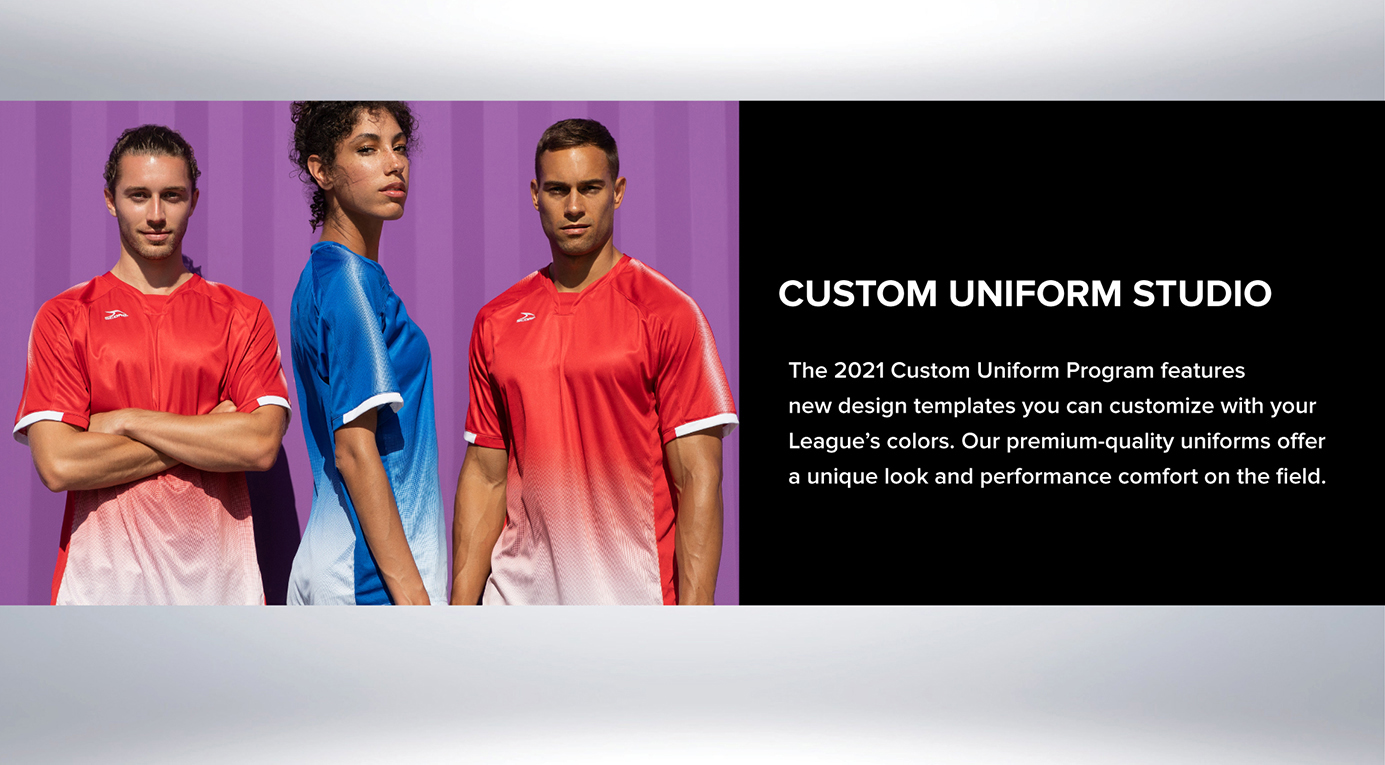 CUSTOM UNIFORM STUDIO
The 2021 Custom Uniform Program features
new design templates you can customize with your
League’s colors. Our premium-quality uniforms offer
a unique look and performance comfort on the field.